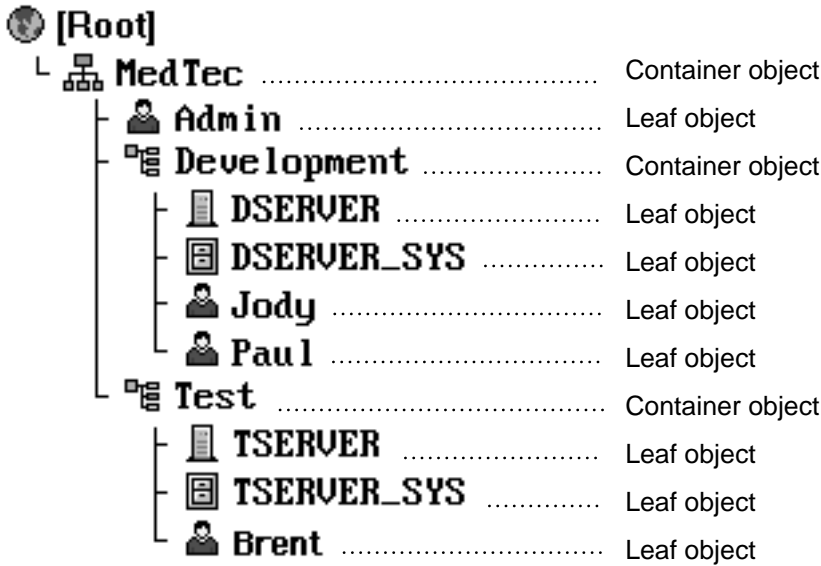 [Root]
MedTec Container object
Admin Leaf object
Development Container object
DSERVER Leaf object
DSERVER_SYS Leaf object
Jody Leaf object
Paul Leaf object
Test Container object
TSERVER Leaf object
TSERVER_SYS Leaf object
Brent Leaf object